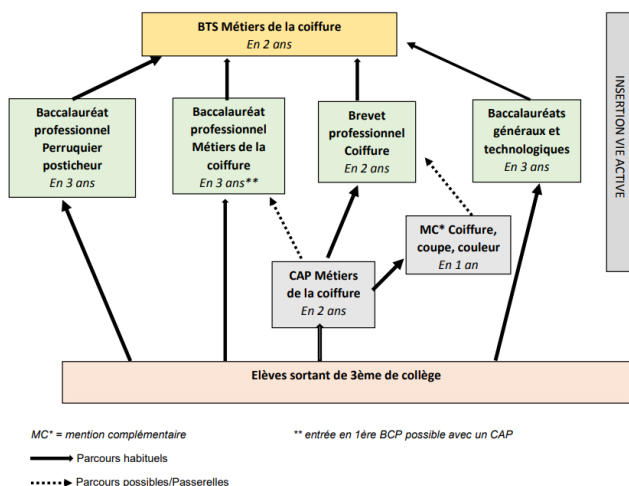 BTS Métiers de la coiffure
En 2 ans
Baccalauréat
professionnel
Perruquier
posticheur
En 3 ans
Baccalauréat
professionnel
Métiers de la
coiffure
En 3 ans**
Brevet
professionnel
Coiffure
En 2 ans
Baccalauréats
généraux et
technologiques
En 3 ans
INSERTION VIE ACTIVE
MC* Coiffure,
coupe, couleur
En 1 an
CAP Métiers
de la coiffure
En 2 ans
Elèves sortant de 3ème de collège
MC* = mention complémentaire
** entrée en 1ère BCP possible avec un CAP
Parcours habituels
Parcours possibles/Passerelles